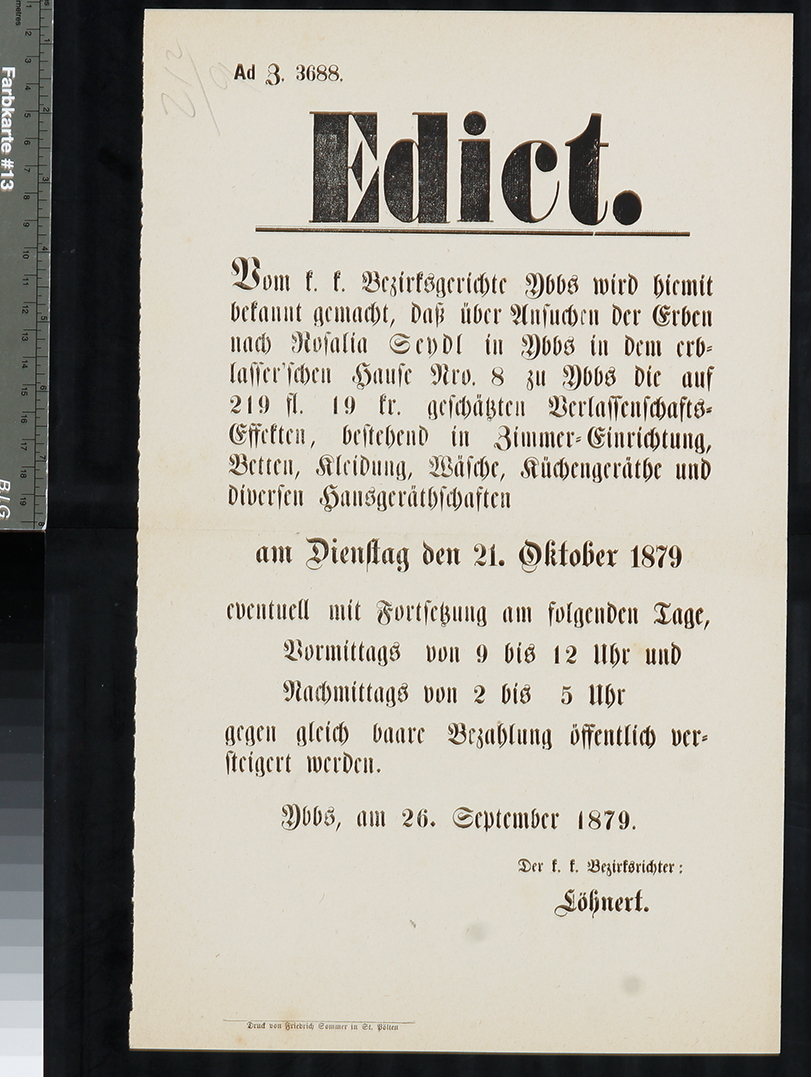 Ad Z. 3688.
Edict.
Vom k. k. Bezirksgerichte Ybbs wird hiemit
bekannt gemacht, daß über Ansuchen der Erben
nach Rosalia Seydl in Ybbs in dem erb-
lasser'schen Hause Nro. 8 zu Ybbs die auf
219 fl. 19 kr. geschätzten Verlassenschafts-
Effekten, bestehend in Zimmer-Einrichtung,
Betten, Kleidung, Wäsche, Küchengeräthe und
diversen Hausgeräthschaften
am Dienstag den 21. Oktober 1879
eventuell mit Fortsetzung am folgenden Tage,
Vormittags von 9 bis 12 Uhr und
Nachmittags von 2 bis 5 Uhr
gegen gleich baare Bezahlung öffentlich ver-
steigert werden.
Ybbs, am 26. September 1879.
Der k. k. Bezirksrichter:
Löhnert.
Druck von Friedrich Sommer in St. Pölten
Farbkarte #13
B.I.G